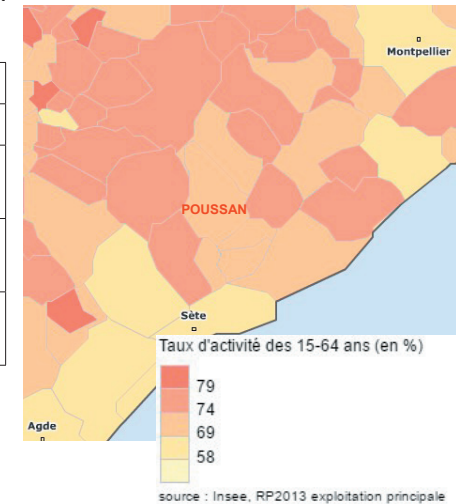 Montpellier
POUSSAN
Sète
Agde
Taux d'activité des 15-64 ans (en %)
79
74
69
58
source : Insee, RP2013 exploitation principale